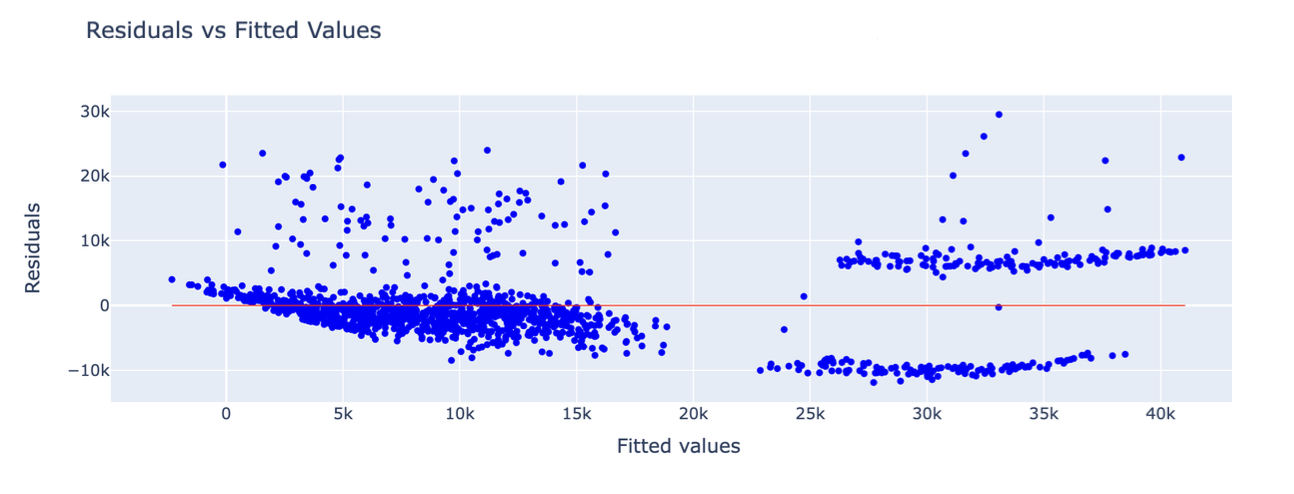 Residuals vs Fitted Values
30k
20k
10k
0
−10k
Residuals
0 5k 10k 15k 20k 25k 30k 35k 40k
Fitted values